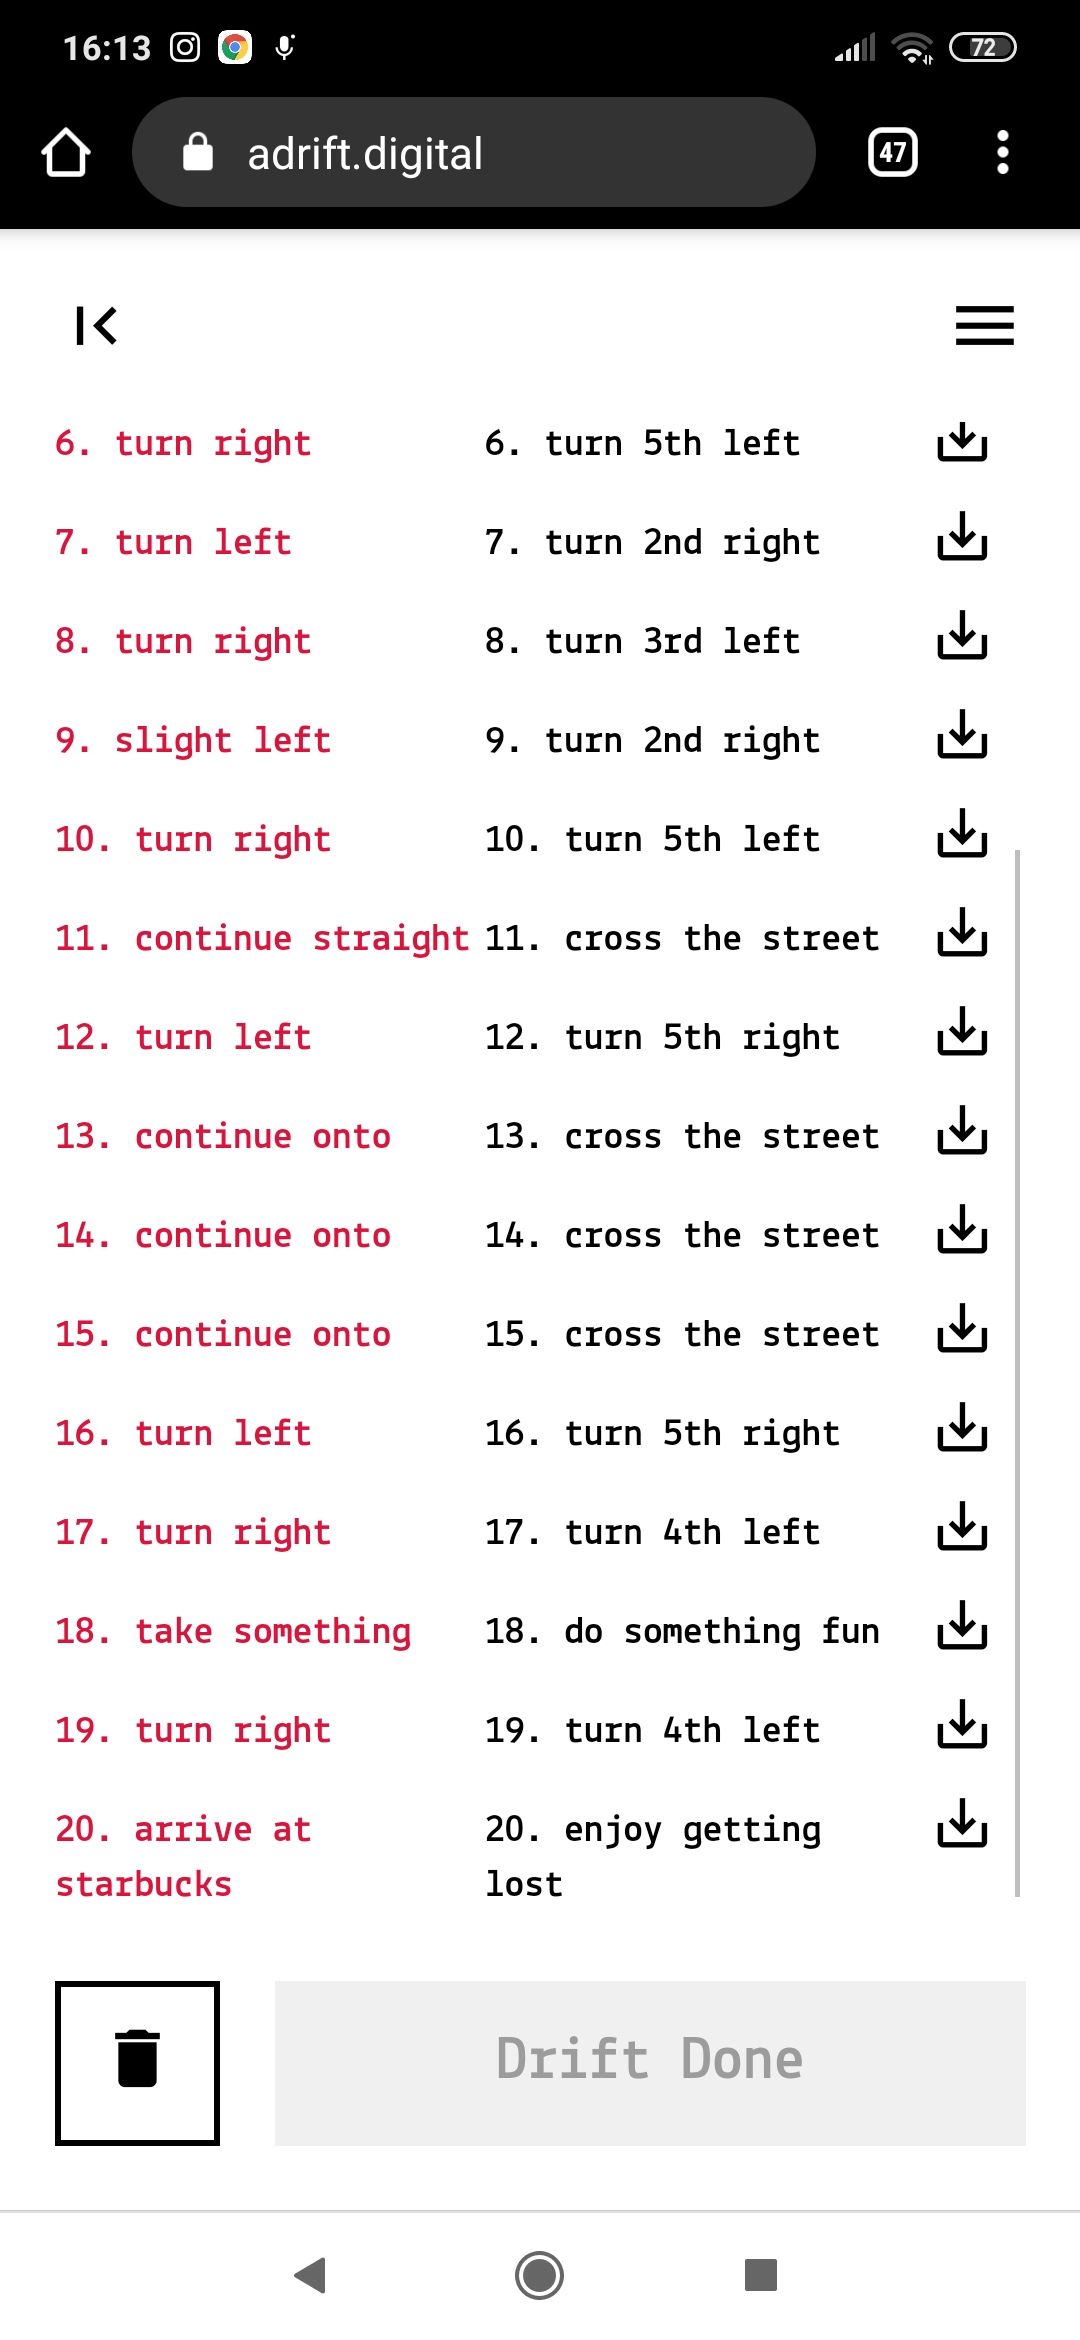 16:13
72
adrift.digital
47
6. turn right 6. turn 5th left
7. turn left 7. turn 2nd right
8. turn right 8. turn 3rd left
9. slight left 9. turn 2nd right
10. turn right 10. turn 5th left
11. continue straight 11. cross the street
12. turn left 12. turn 5th right
13. continue onto 13. cross the street
14. continue onto 14. cross the street
15. continue onto 15. cross the street
16. turn left 16. turn 5th right
17. turn right 17. turn 4th left
18. take something 18. do something fun
19. turn right 19. turn 4th left
20. arrive at 20. enjoy getting
starbucks lost
Drift Done